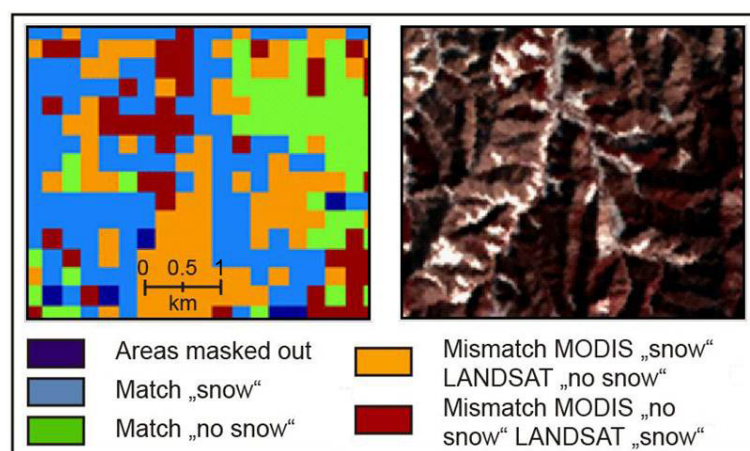 0 0.5 1
km
Areas masked out
Match „snow“
Match „no snow“
Mismatch MODIS „snow“
LANDSAT „no snow“
Mismatch MODIS „no
snow“ LANDSAT „snow“